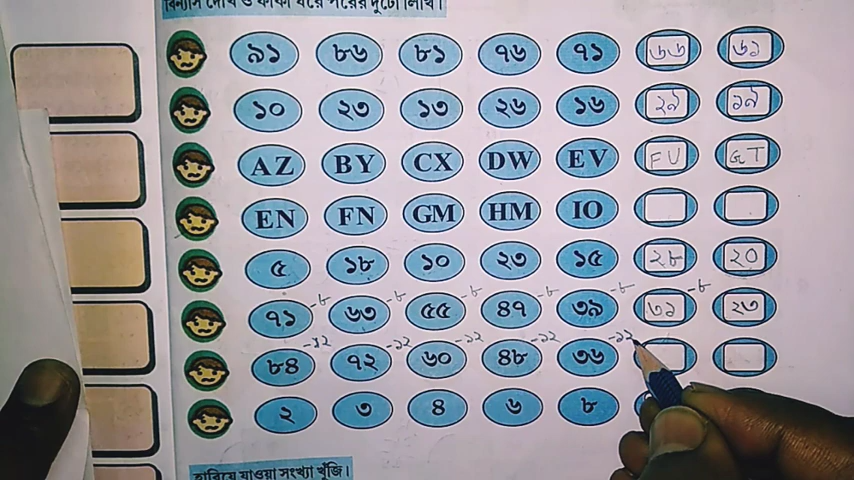 বিন্যাস দেখি ও ফাঁকা ঘরে পরের দুটো লিখি।
৯১ ৮৬ ৮১ ৭৬ ৭১ ৬৬ ৬১
১০ ২৩ ১৩ ২৬ ১৬ ২৯ ১৯
AZ BY CX DW EV FU GT
EN FN GM HM IO
৫ ১৮ ১০ ২৩ ১৫ ২৮ ২০
-৮ -৮ -৮ -৮ -৮ -৮
৭১ ৬৩ ৫৫ ৪৭ ৩৯ ৩১ ২৩
-১২ -১২ -১২ -১২ -১২
৮৪ ৭২ ৬০ ৪৮ ৩৬
২ ৩ ৪ ৬ ৮
হারিয়ে যাওয়া সংখ্যা খুঁজি।